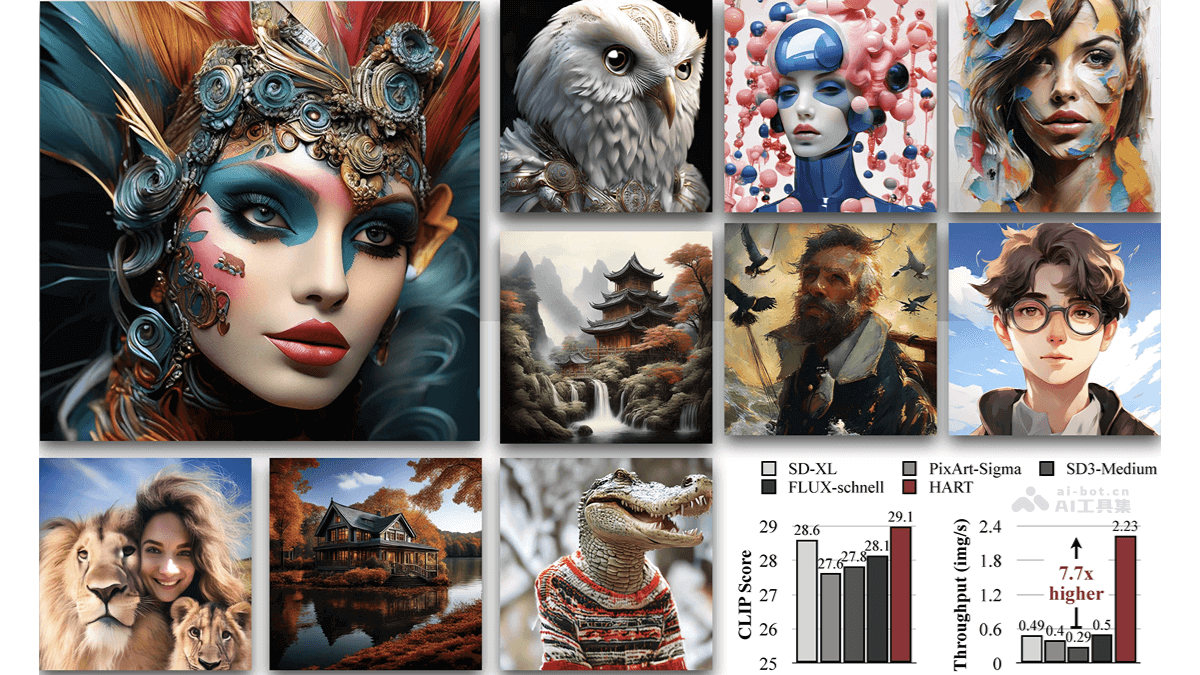 SD-XL
PixArt-Sigma
SD3-Medium
FLUX-schnell
HART
ai-bot.cn
AI工具集
CLIP Score
29
28
27
26
25
28.6
27.6
27.8
28.1
29.1
Throughput (img/s)
2.4
1.8
1.2
0.6
0
0.49
0.4
0.29
0.5
2.23
7.7x
higher